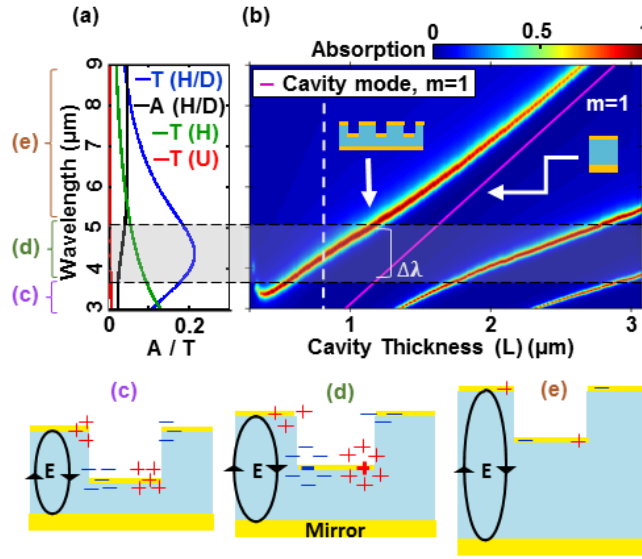 (a)
(b)
Absorption
0
0.5
1
T (H/D)
A (H/D)
T (H)
T (U)
Cavity mode, m=1
m=1
Wavelength (μm)
9
8
7
6
5
4
3
(e)
(d)
(c)
Δλ
0
0.2
A / T
1
2
3
Cavity Thickness (L) (μm)
(c)
(d)
(e)
E
E
E
Mirror